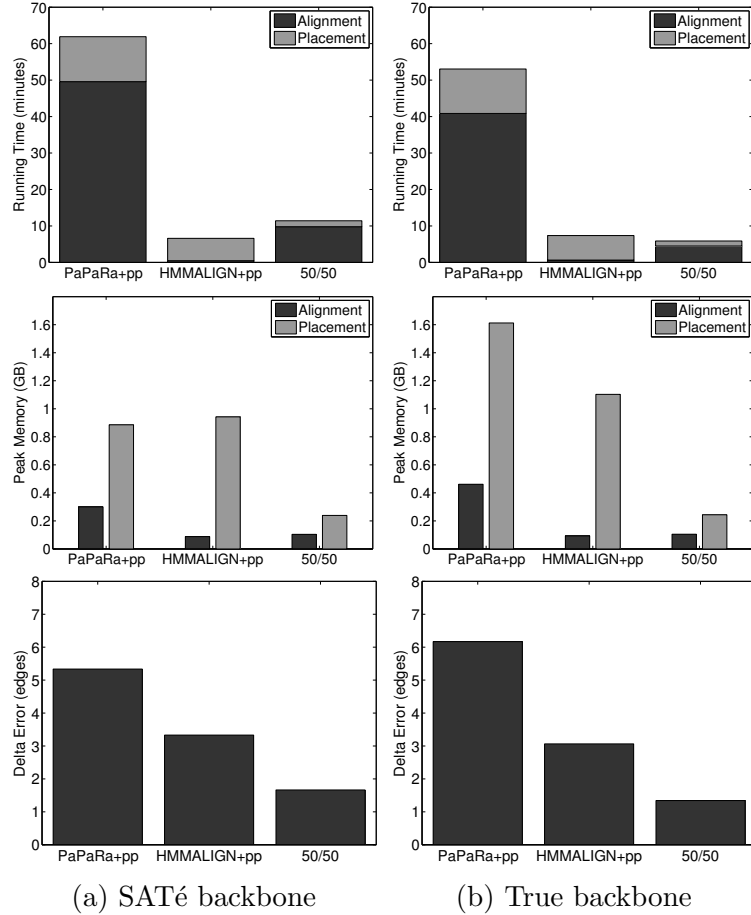 70
60
50
40
30
20
10
0
Running Time (minutes)
Alignment
Placement
PaPaRa+pp HMMALIGN+pp 50/50
70
60
50
40
30
20
10
0
Running Time (minutes)
Alignment
Placement
PaPaRa+pp HMMALIGN+pp 50/50
1.6
1.4
1.2
1
0.8
0.6
0.4
0.2
0
Peak Memory (GB)
Alignment
Placement
PaPaRa+pp HMMALIGN+pp 50/50
1.6
1.4
1.2
1
0.8
0.6
0.4
0.2
0
Peak Memory (GB)
Alignment
Placement
PaPaRa+pp HMMALIGN+pp 50/50
8
7
6
5
4
3
2
1
0
Delta Error (edges)
PaPaRa+pp HMMALIGN+pp 50/50
8
7
6
5
4
3
2
1
0
Delta Error (edges)
PaPaRa+pp HMMALIGN+pp 50/50
(a) SATé backbone
(b) True backbone